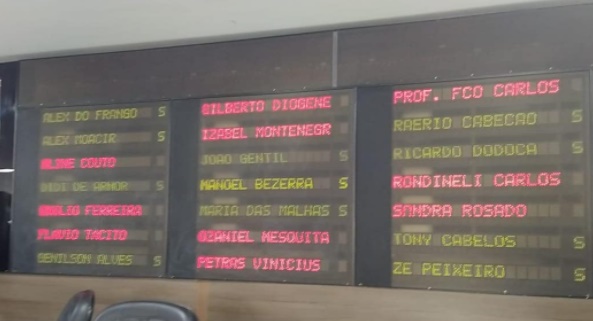 ALEX DO FRANGO S
ALEX MOACIR S
ALINE COUTO
DIDI DE ARNOR S
FERREIRA
FLAVIO TACITO
GENILSON ALVES S
GILBERTO DIOGENE
IZABEL MONTENEGR
JOAO GENTIL S
MANOEL BEZERRA S
MARIA DAS MALHAS S
OZANIEL MESQUITA
PETRAS VINICIUS
PROF. FCO CARLOS
RAERIO CABECAO S
RICARDO DODOCA S
RONDINELI CARLOS
SANDRA ROSADO
TONY CABELOS S
ZE PEIXEIRO S